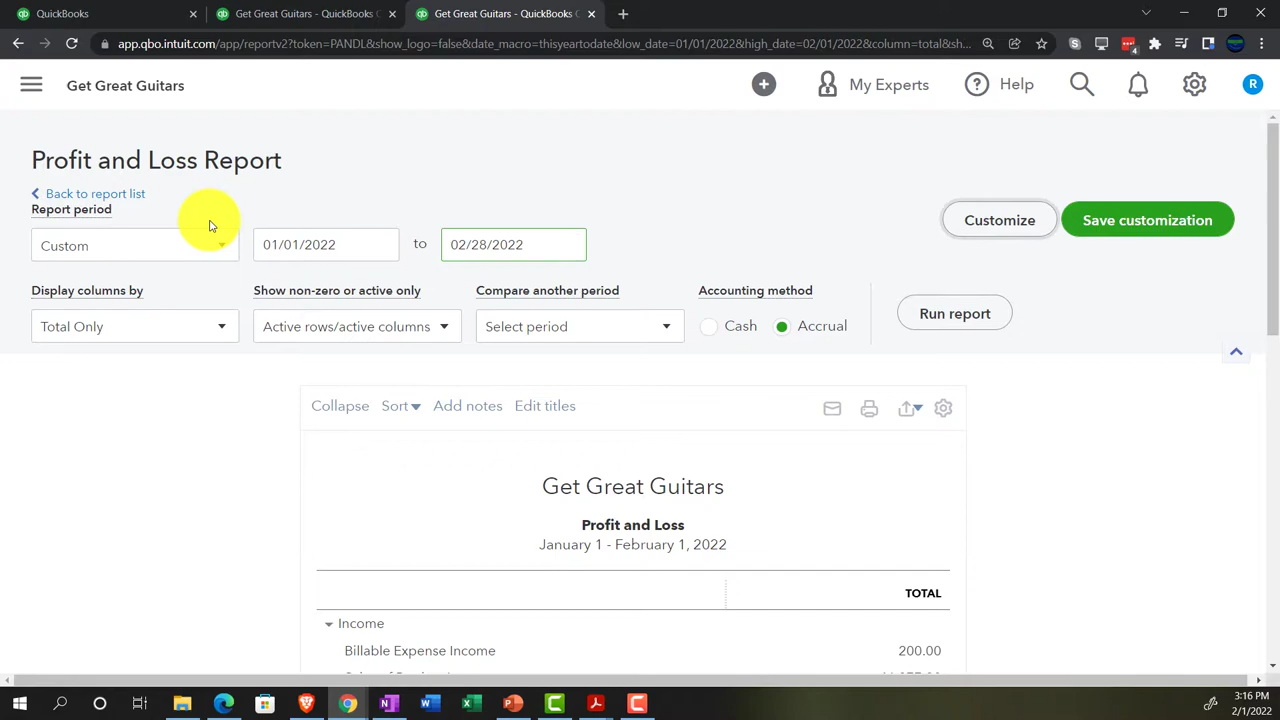 QuickBooks
Get Great Guitars - QuickBooks C
Get Great Guitars - QuickBooks C
app.qbo.intuit.com/app/reportv2?token=PANDL&show_logo=false&date_macro=thisyeartodate&low_date=01/01/2022&high_date=02/01/2022&column=total&sh...
4
Get Great Guitars
My Experts
Help
R
Profit and Loss Report
Back to report list
Report period
Custom
01/01/2022
to
02/28/2022
Customize
Save customization
Display columns by
Show non-zero or active only
Compare another period
Accounting method
Total Only
Active rows/active columns
Select period
Cash
Accrual
Run report
Collapse
Sort
Add notes
Edit titles
Get Great Guitars
Profit and Loss
January 1 - February 1, 2022
TOTAL
Income
Billable Expense Income
200.00
3:16 PM
2/1/2022